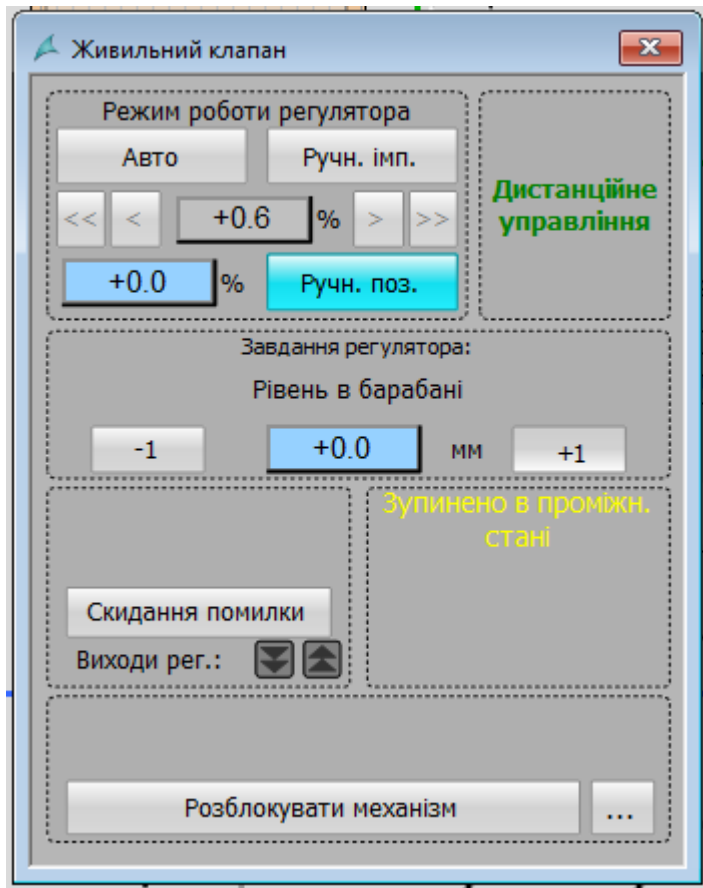 Живильний клапан
Режим роботи регулятора
Авто Ручн. імп.
<< < +0.6 % > >>
+0.0 % Ручн. поз.
Дистанційне
управління
Завдання регулятора:
Рівень в барабані
-1 +0.0 мм +1
Зупинено в проміжн.
стані
Скидання помилки
Виходи рег.:
Розблокувати механізм ...